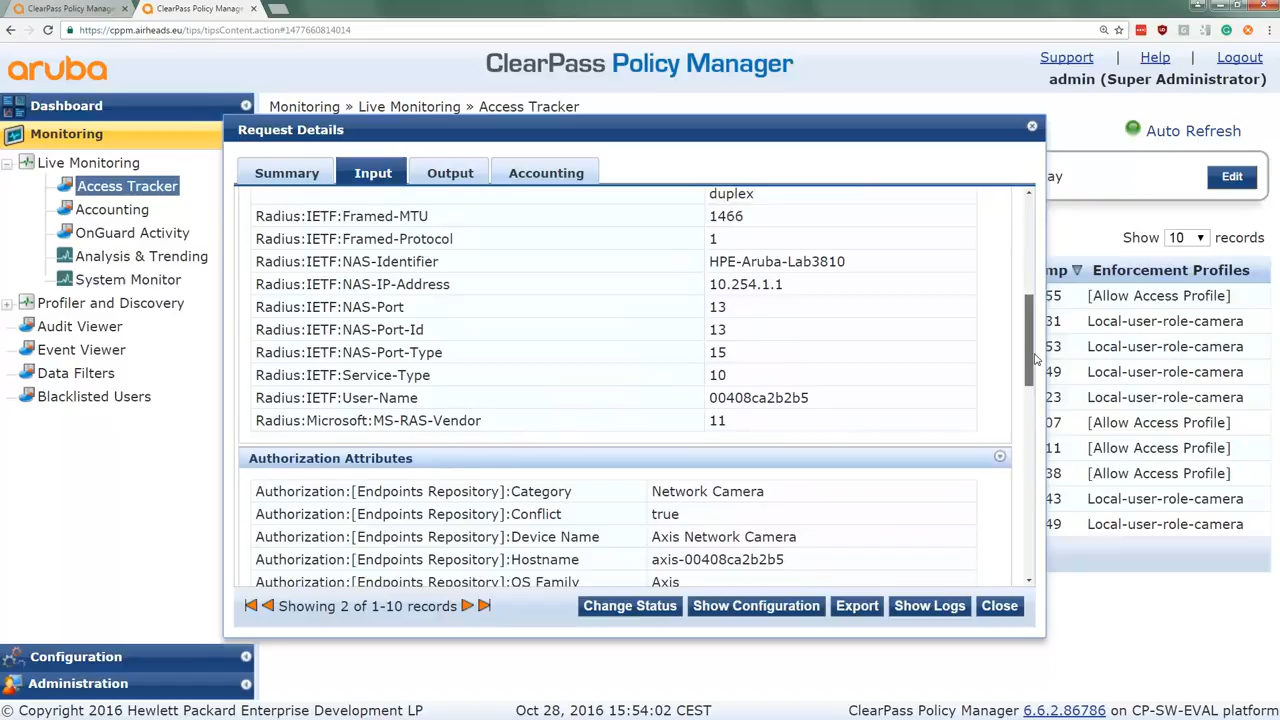 ClearPass Policy Manager
ClearPass Policy Manager
https://cppm.airheads.eu/tips/tipsContent.action#1477660814014
aruba
ClearPass Policy Manager
Support | Help | Logout
admin (Super Administrator)
Dashboard
Monitoring » Live Monitoring » Access Tracker
Monitoring
Request Details
Auto Refresh
Live Monitoring
Summary Input Output Accounting
ay Edit
Access Tracker
Accounting
OnGuard Activity
Analysis & Trending
System Monitor
Profiler and Discovery
Audit Viewer
Event Viewer
Data Filters
Blacklisted Users
duplex
Radius:IETF:Framed-MTU 1466
Radius:IETF:Framed-Protocol 1
Radius:IETF:NAS-Identifier HPE-Aruba-Lab3810
Radius:IETF:NAS-IP-Address 10.254.1.1
Radius:IETF:NAS-Port 13
Radius:IETF:NAS-Port-Id 13
Radius:IETF:NAS-Port-Type 15
Radius:IETF:Service-Type 10
Radius:IETF:User-Name 00408ca2b2b5
Radius:Microsoft:MS-RAS-Vendor 11
Authorization Attributes
Authorization:[Endpoints Repository]:Category Network Camera
Authorization:[Endpoints Repository]:Conflict true
Authorization:[Endpoints Repository]:Device Name Axis Network Camera
Authorization:[Endpoints Repository]:Hostname axis-00408ca2b2b5
Authorization:[Endpoints Repository]:OS Family Axis
Showing 2 of 1-10 records
Change Status Show Configuration Export Show Logs Close
Show 10 records
mp Enforcement Profiles
55 [Allow Access Profile]
31 Local-user-role-camera
53 Local-user-role-camera
49 Local-user-role-camera
23 Local-user-role-camera
07 [Allow Access Profile]
11 [Allow Access Profile]
38 [Allow Access Profile]
43 Local-user-role-camera
49 Local-user-role-camera
Configuration
Administration
© Copyright 2016 Hewlett Packard Enterprise Development LP
Oct 28, 2016 15:54:02 CEST
ClearPass Policy Manager 6.6.2.86786 on CP-SW-EVAL platform